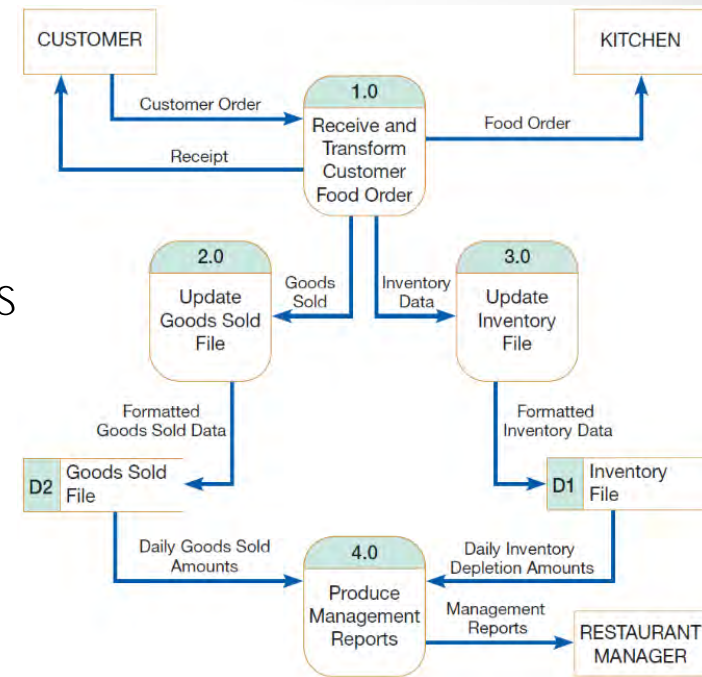 CUSTOMER
KITCHEN
1.0
Customer Order
Receive and
Transform
Customer
Food Order
Food Order
Receipt
S
2.0
Goods
Sold
Inventory
Data
3.0
Update
Goods Sold
File
Update
Inventory
File
Formatted
Goods Sold Data
Formatted
Inventory Data
D2
Goods Sold
File
D1
Inventory
File
Daily Goods Sold
Amounts
4.0
Daily Inventory
Depletion Amounts
Produce
Management
Reports
Management
Reports
RESTAURANT
MANAGER